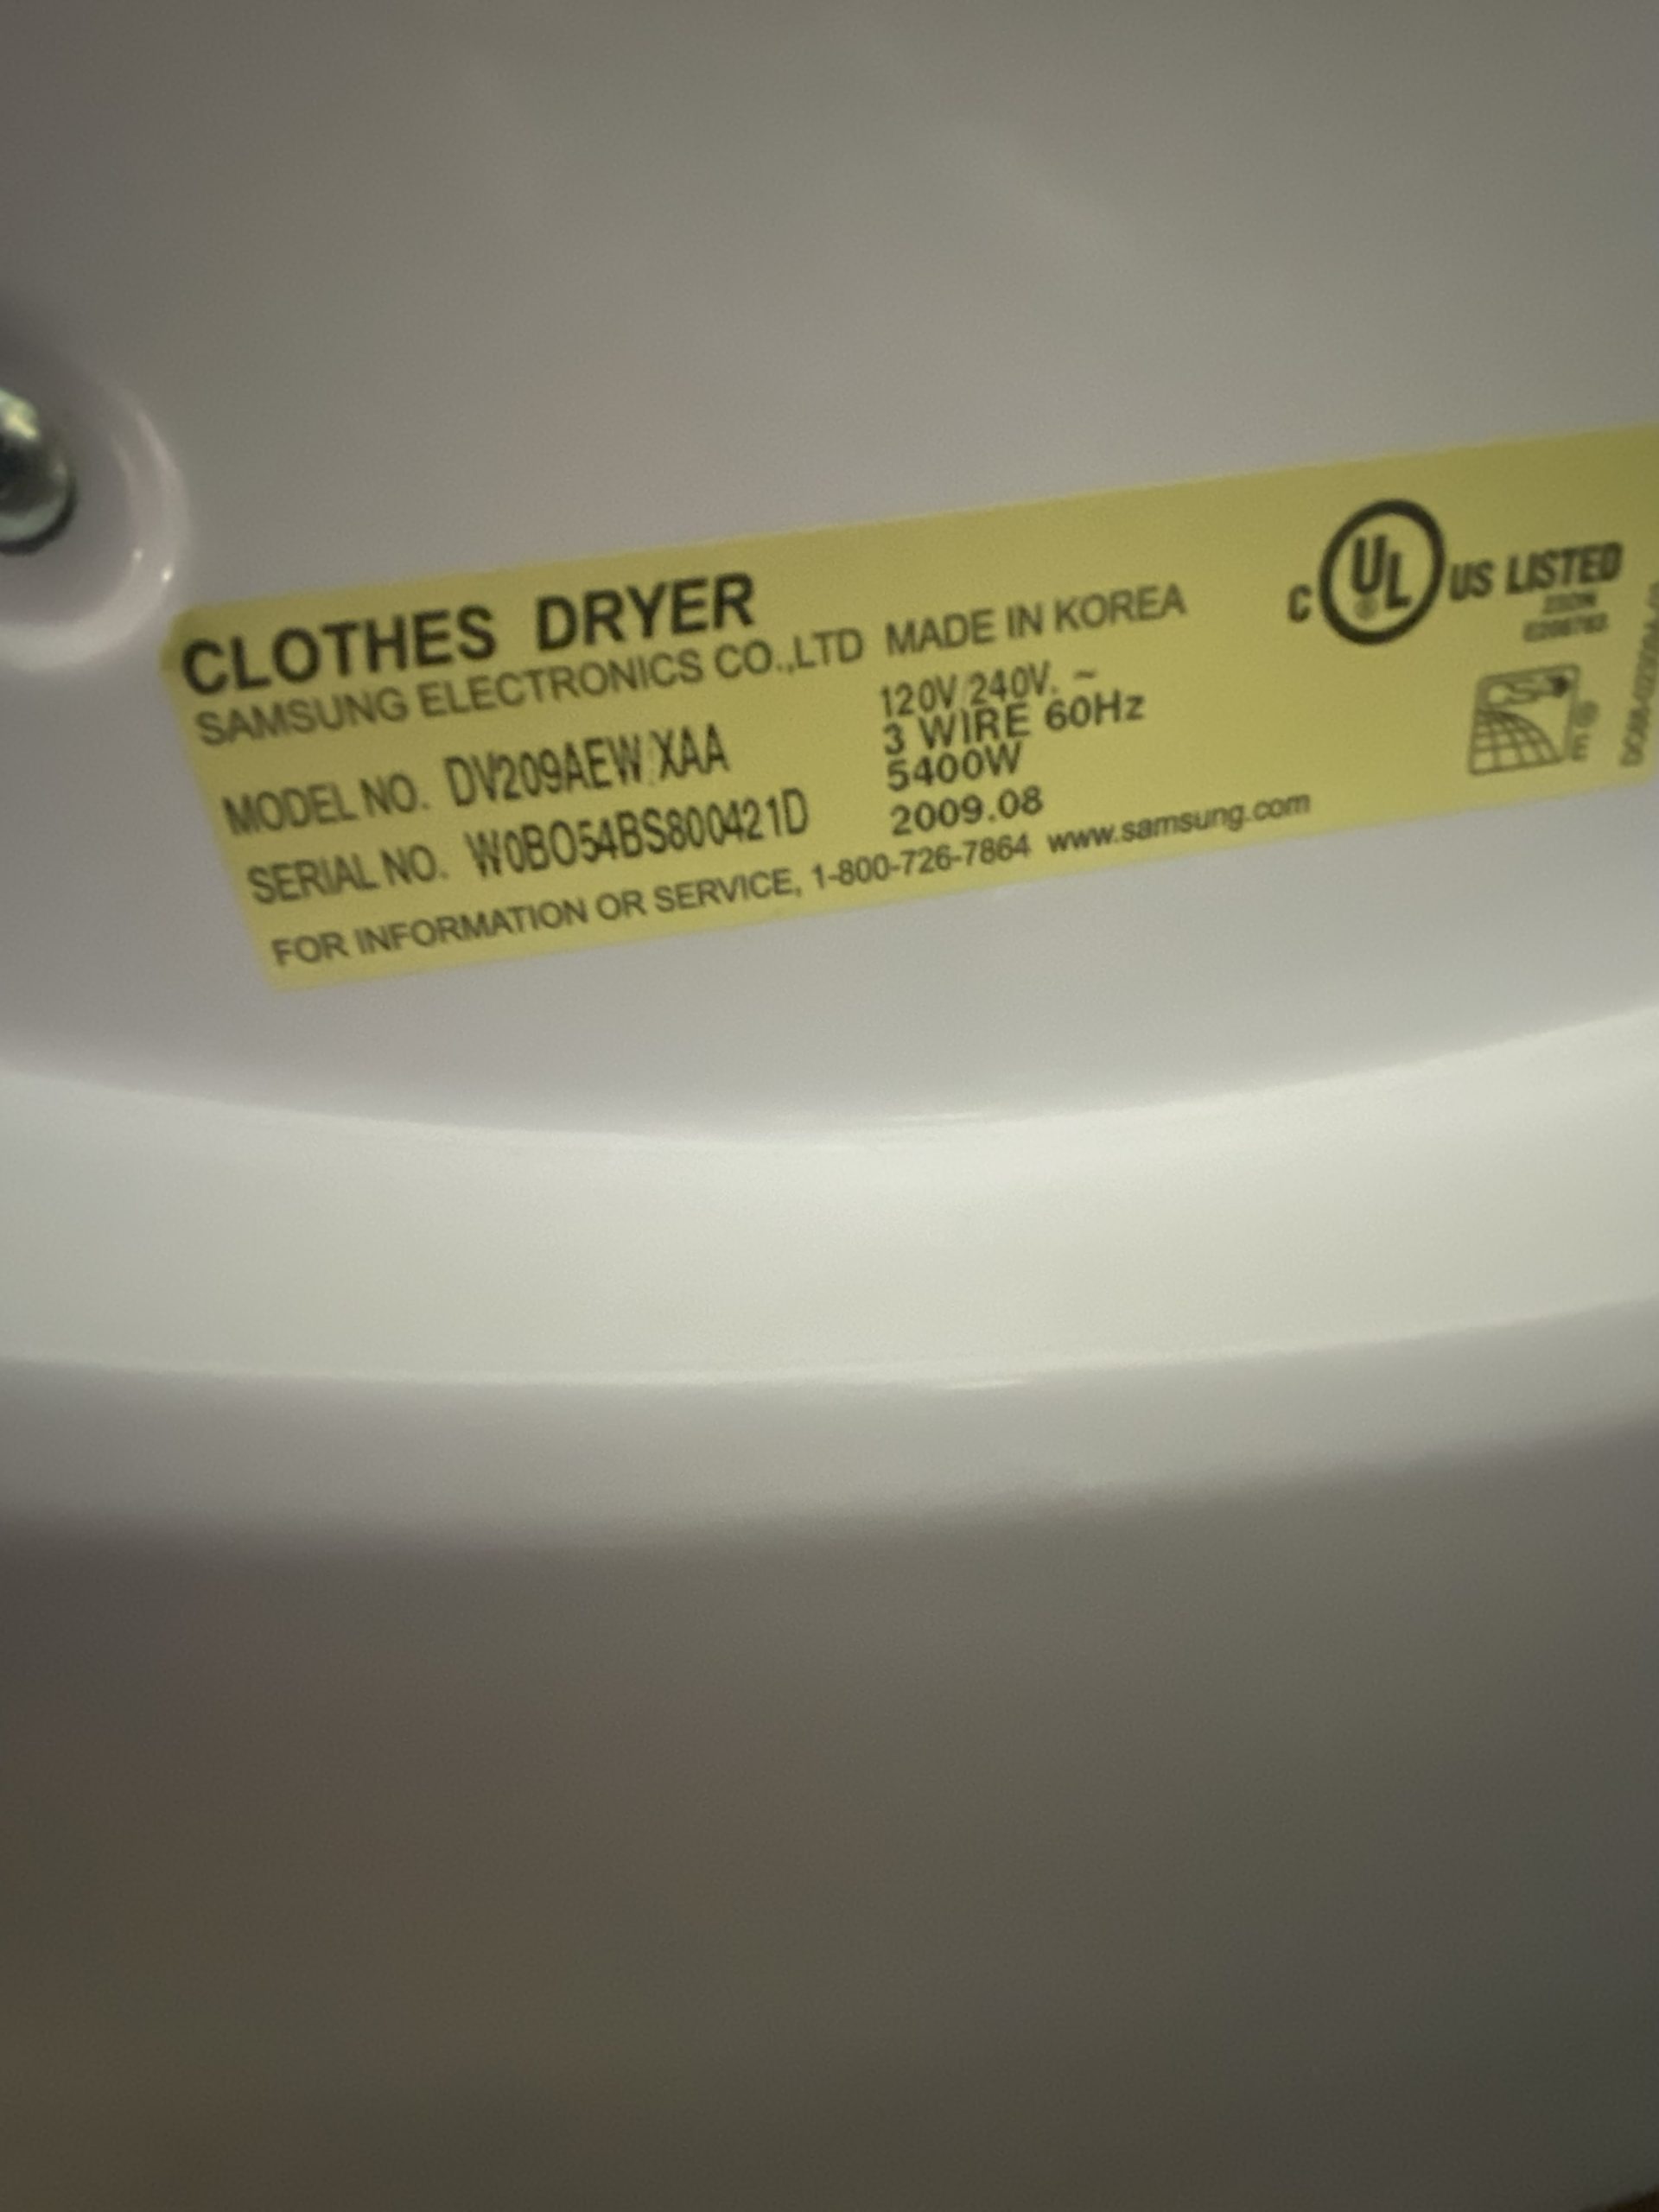 CLOTHES DRYER
SAMSUNG ELECTRONICS CO.,LTD MADE IN KOREA
MODEL NO. DV209AEW/XAA
SERIAL NO. W0BO54BS800421D
120V/240V. ~
3 WIRE 60Hz
5400W
2009.08
FOR INFORMATION OR SERVICE, 1-800-726-7864 www.samsung.com
C UL ® US LISTED